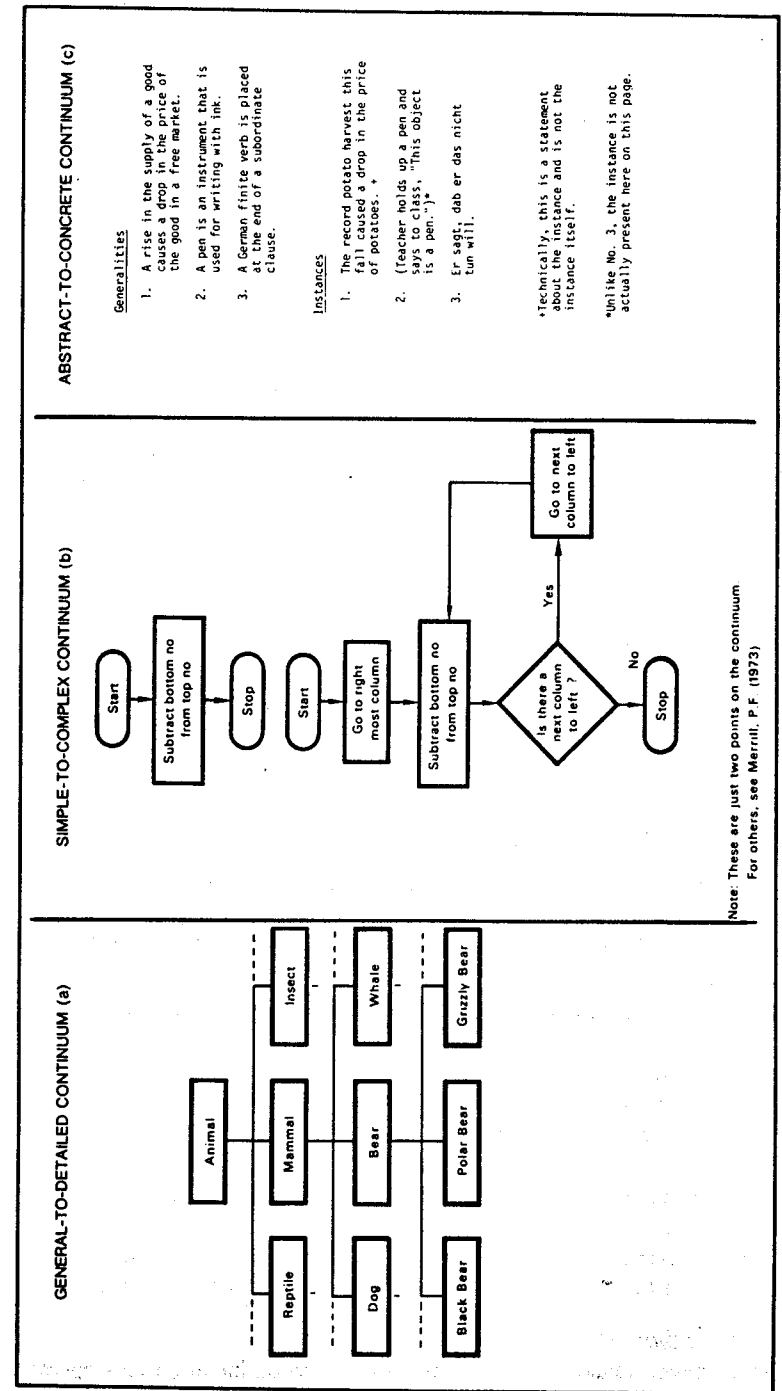 GENERAL-TO-DETAILED CONTINUUM (a)
Animal
Reptile
Mammal
Insect
Dog
Bear
Whale
Black Bear
Polar Bear
Grizzly Bear
SIMPLE-TO-COMPLEX CONTINUUM (b)
Start
Subtract bottom no
from top no
Stop
Start
Go to right
most column
Subtract bottom no
from top no
Is there a
next column
to left ?
Yes
Go to next
column to left
No
Stop
Note: These are just two points on the continuum
For others, see Merrill, P.F. (1973)
ABSTRACT-TO-CONCRETE CONTINUUM (c)
Generalities
1. A rise in the supply of a good
causes a drop in the price of
the good in a free market.
2. A pen is an instrument that is
used for writing with ink.
3. A German finite verb is placed
at the end of a subordinate
clause.
Instances
1. The record potato harvest this
fall caused a drop in the price
of potatoes. +
2. (Teacher holds up a pen and
says to class, "This object
is a pen.")*
3. Er sagt, dab er das nicht
tun will.
+Technically, this is a statement
about the instance and is not the
instance itself.
*Unlike No. 3, the instance is not
actually present here on this page.